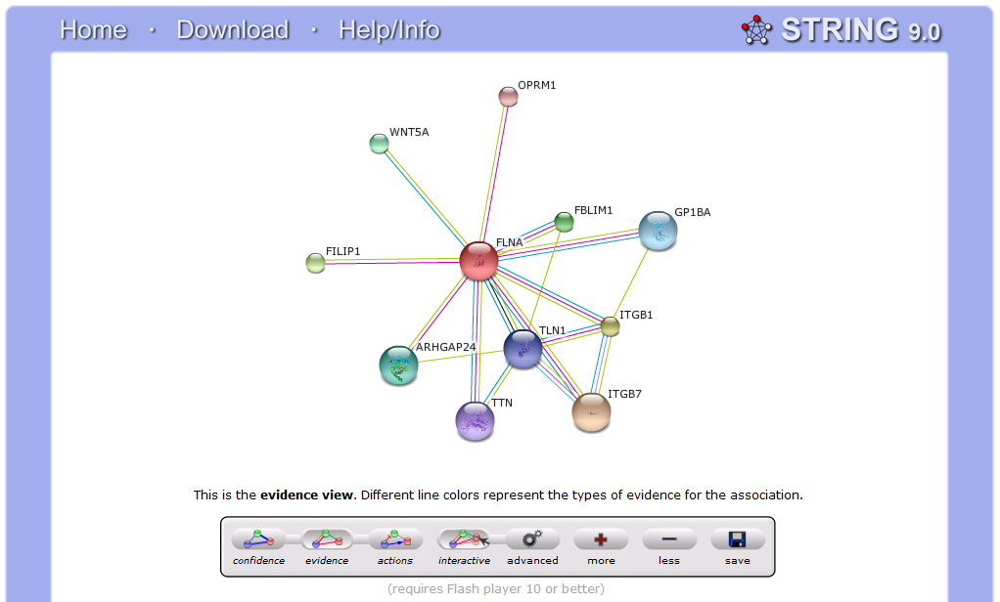 Home · Download · Help/Info
STRING 9.0
OPRM1
WNT5A
FBLIM1
GP1BA
FLNA
FILIP1
ITGB1
TLN1
ARHGAP24
ITGB7
TTN
This is the evidence view. Different line colors represent the types of evidence for the association.
confidence evidence actions interactive advanced more less save
(requires Flash player 10 or better)